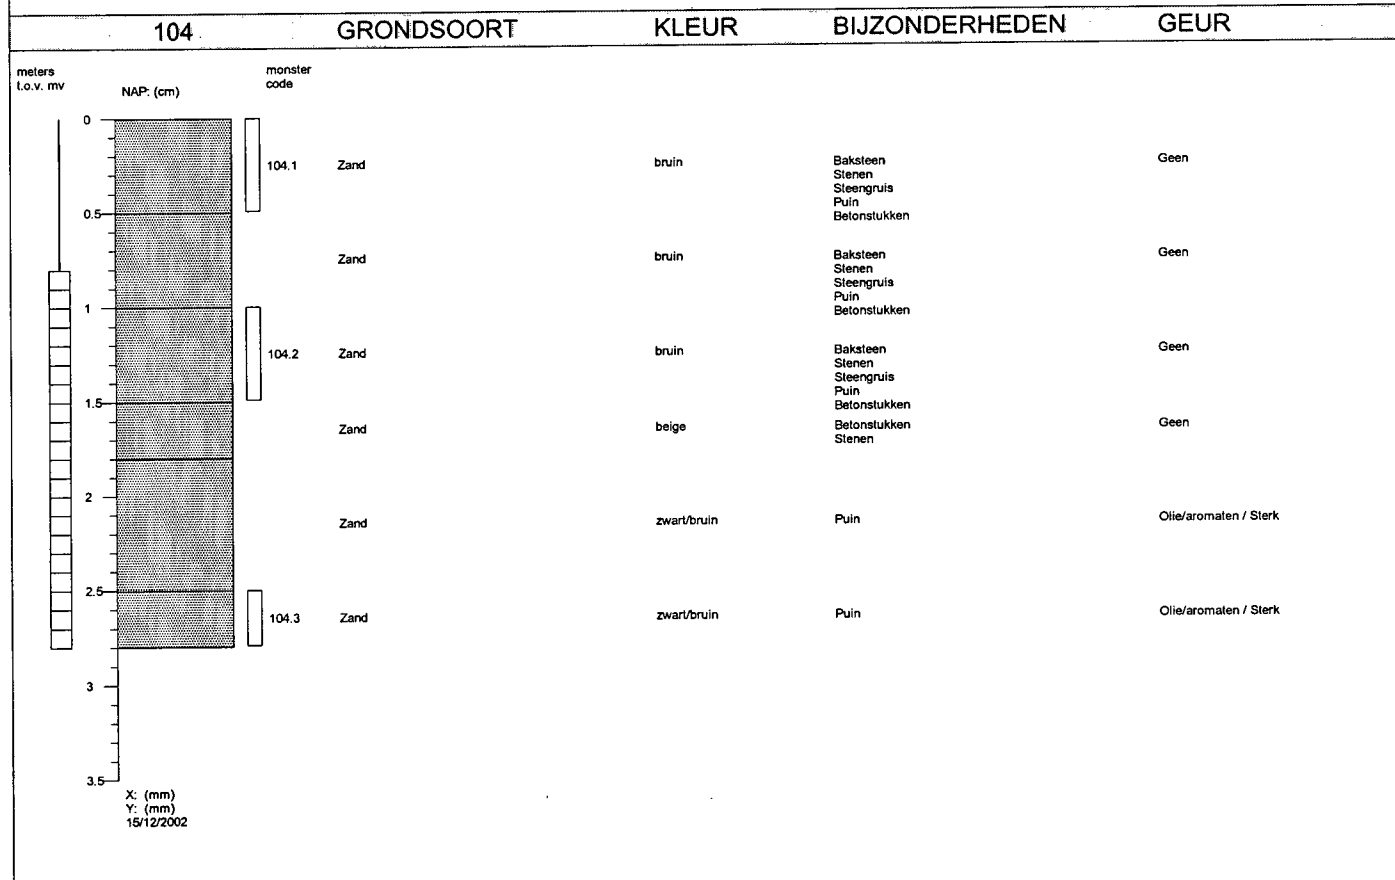 104 GRONDSOORT KLEUR BIJZONDERHEDEN GEUR
meters
t.o.v. mv
NAP: (cm)
monster
code
0
104.1 Zand bruin Baksteen Geen
Stenen
Steengruis
Puin
0.5 Betonstukken
Zand bruin Baksteen Geen
Stenen
Steengruis
Puin
1 Betonstukken
104.2 Zand bruin Baksteen Geen
Stenen
Steengruis
Puin
1.5 Betonstukken
Zand beige Betonstukken Geen
Stenen
2
Zand zwart/bruin Puin Olie/aromaten / Sterk
2.5
104.3 Zand zwart/bruin Puin Olie/aromaten / Sterk
3
3.5
X: (mm)
Y: (mm)
15/12/2002